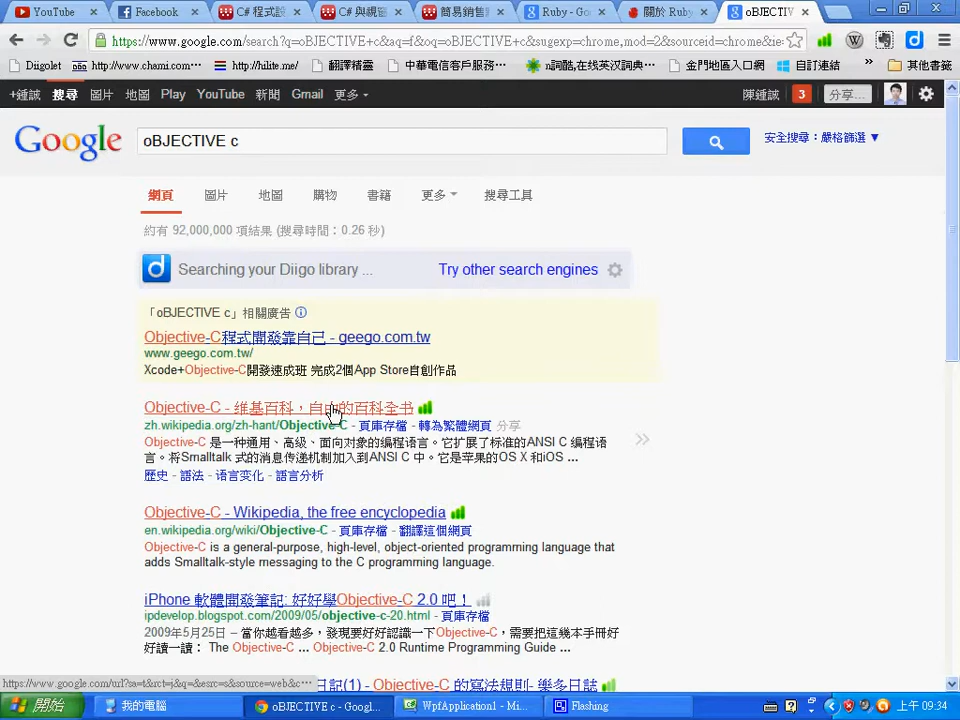 YouTube
Facebook
C# 程式設
C# 與視窗
簡易銷售
Ruby - Go
關於 Ruby
oBJECTIV
https://www.google.com/search?q=oBJECTIVE+c&aq=f&oq=oBJECTIVE+c&sugexp=chrome,mod=2&sourceid=chrome&ie
Diigolet
http://www.chami.com…
http://hilite.me/
翻譯精靈
中華電信客戶服務…
n詞酷,在线英汉詞典…
金門地區入口網
自訂連結
»
其他書籤
+鍾誠
搜尋
圖片
地圖
Play
YouTube
新聞
Gmail
更多
陳鍾誠
3
分享...
Google
oBJECTIVE c
安全搜尋：嚴格篩選 ▼
網頁
圖片
地圖
購物
書籍
更多
搜尋工具
約有 92,000,000 項結果 (搜尋時間：0.26 秒)
Searching your Diigo library ...
Try other search engines
「oBJECTIVE c」相關廣告
Objective-C程式開發靠自己 - geego.com.tw
www.geego.com.tw/
Xcode+Objective-C開發速成班 完成2個App Store自創作品
Objective-C - 维基百科，自由的百科全书
zh.wikipedia.org/zh-hant/Objective-C - 頁庫存檔 - 轉為繁體網頁 分享
Objective-C 是一种通用、高级、面向对象的编程语言。它扩展了标准的ANSI C 编程语
言。将Smalltalk 式的消息传递机制加入到ANSI C 中。它是苹果的OS X 和iOS ...
歷史 - 語法 - 语言变化 - 語言分析
Objective-C - Wikipedia, the free encyclopedia
en.wikipedia.org/wiki/Objective-C - 頁庫存檔 - 翻譯這個網頁
Objective-C is a general-purpose, high-level, object-oriented programming language that
adds Smalltalk-style messaging to the C programming language.
iPhone 軟體開發筆記: 好好學Objective-C 2.0 吧！
ipdevelop.blogspot.com/2009/05/objective-c-20.html - 頁庫存檔
2009年5月25日 – 當你越看越多，發現要好好認識一下Objective-C，需要把這幾本手冊好
好讀一讀： The Objective-C ... Objective-C 2.0 Runtime Programming Guide ...
日記(1) - Objective-C 的寫法規則- 樂多日誌
https://www.google.com/url?sa=t&rct=j&q=&esrc=s&source=web&c…
開始
我的電腦
oBJECTIVE c - Googl...
WpfApplication1 - Mi...
Flashing
上午 09:34